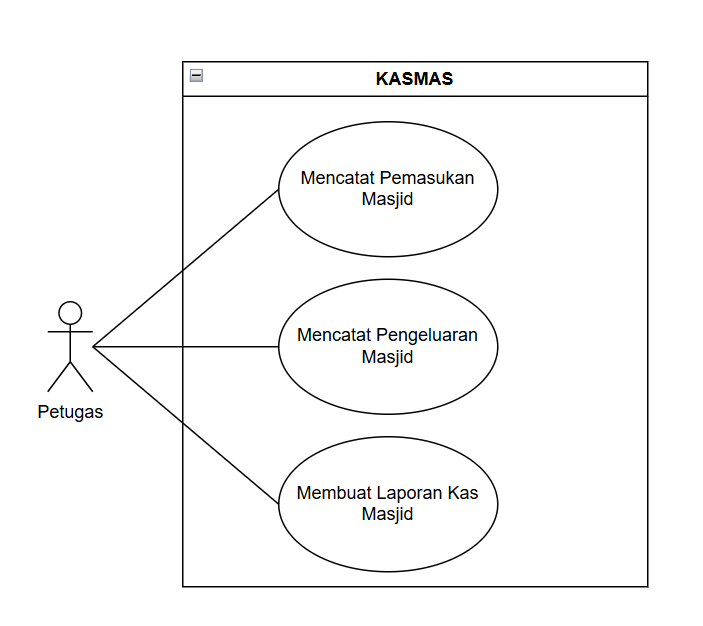 KASMAS
Mencatat Pemasukan
Masjid
Mencatat Pengeluaran
Masjid
Petugas
Membuat Laporan Kas
Masjid